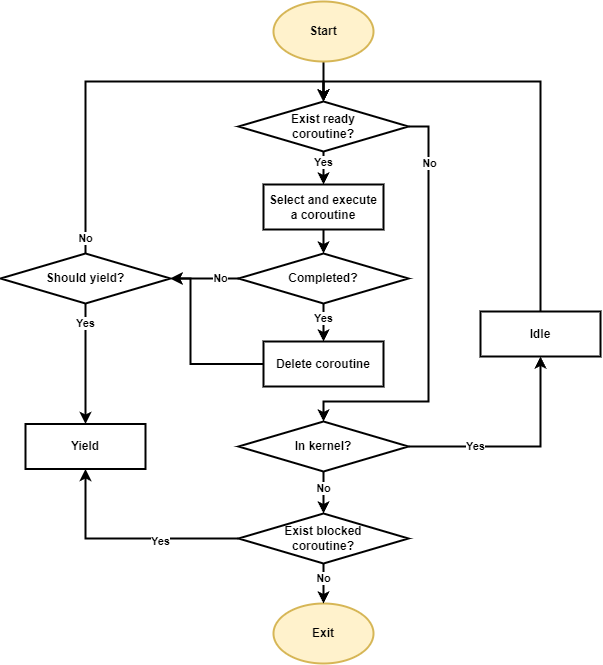 Start
Exist ready
coroutine?
Yes
No
Select and execute
a coroutine
No
Should yield?
No
Completed?
Yes
Yes
Idle
Delete coroutine
Yield
In kernel?
Yes
No
Exist blocked
coroutine?
Yes
No
Exit